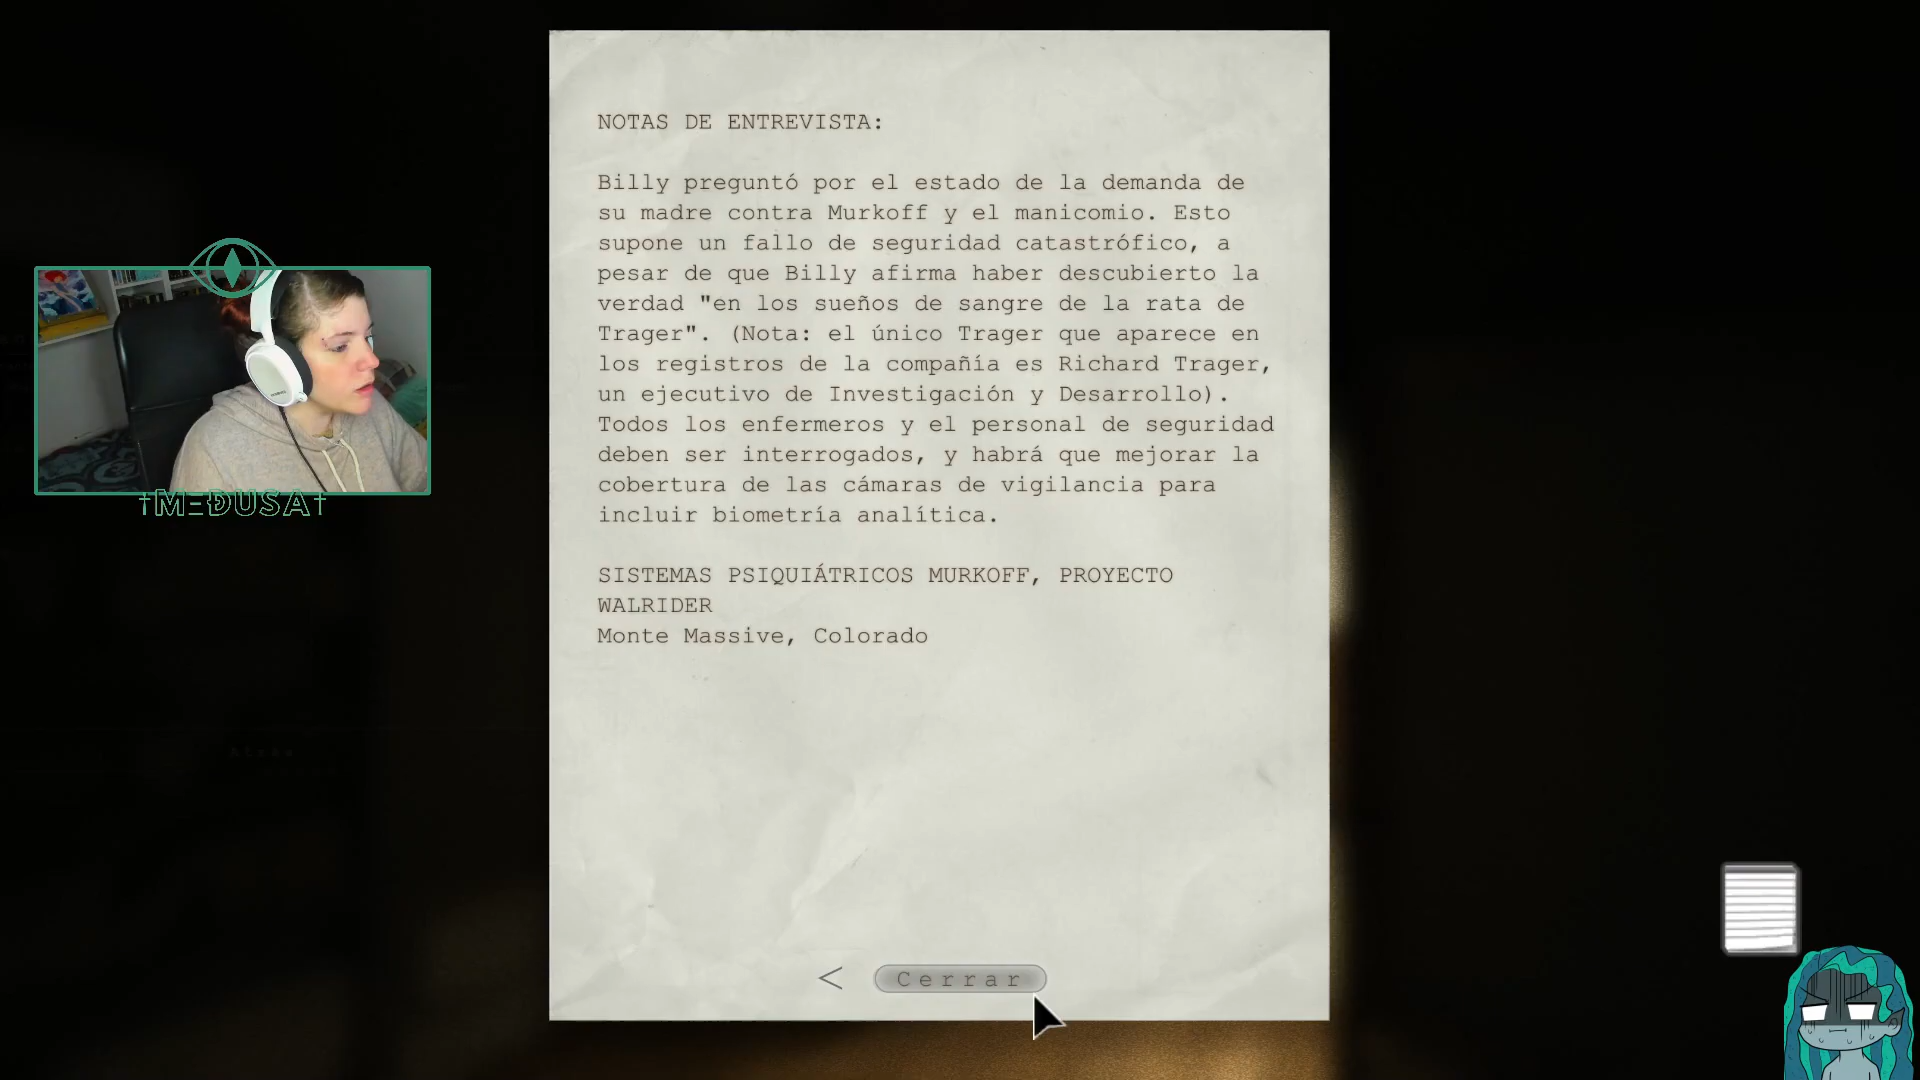 NOTAS DE ENTREVISTA:
Billy preguntó por el estado de la demanda de
su madre contra Murkoff y el manicomio. Esto
supone un fallo de seguridad catastrófico, a
pesar de que Billy afirma haber descubierto la
verdad "en los sueños de sangre de la rata de
Trager". (Nota: el único Trager que aparece en
los registros de la compañía es Richard Trager,
un ejecutivo de Investigación y Desarrollo).
Todos los enfermeros y el personal de seguridad
deben ser interrogados, y habrá que mejorar la
cobertura de las cámaras de vigilancia para
incluir biometría analítica.
SISTEMAS PSIQUIÁTRICOS MURKOFF, PROYECTO
WALRIDER
Monte Massive, Colorado
< Cerrar
†MΞĐUSA†
Atrás